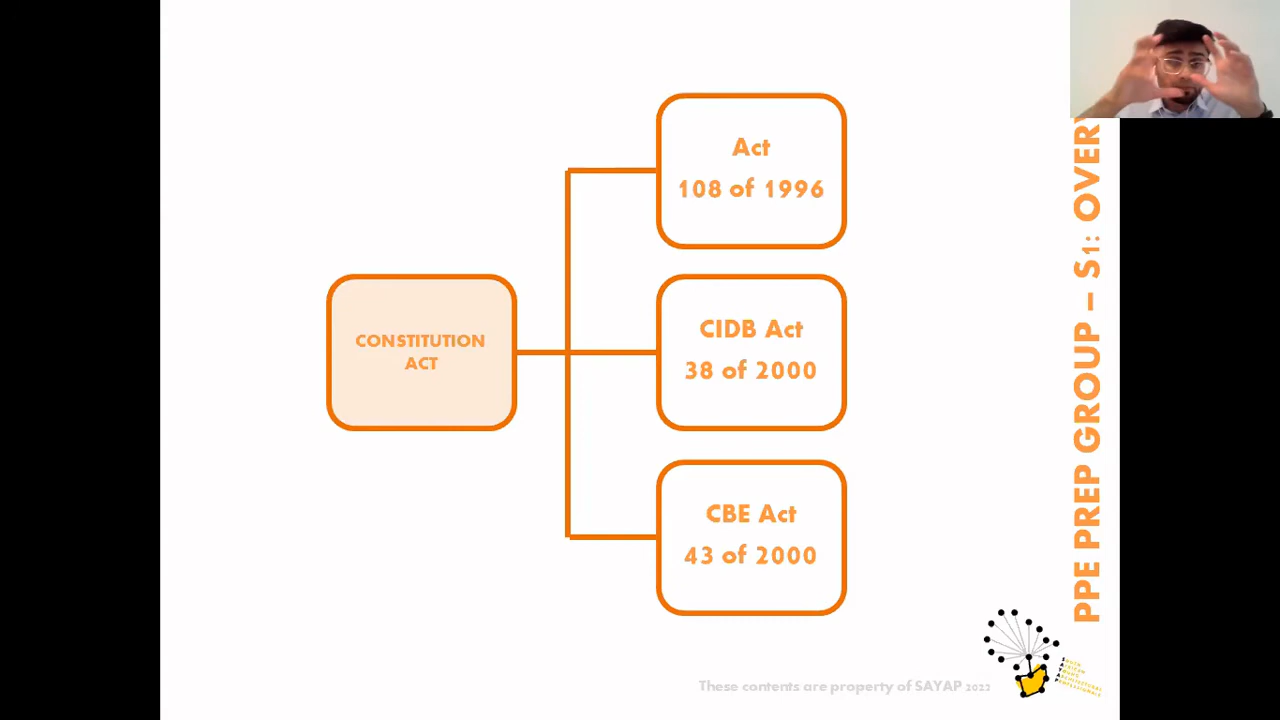 Act
108 of 1996
CONSTITUTION
ACT
CIDB Act
38 of 2000
CBE Act
43 of 2000
PPE PREP GROUP – S1: OVER
These contents are property of SAYAP 2022